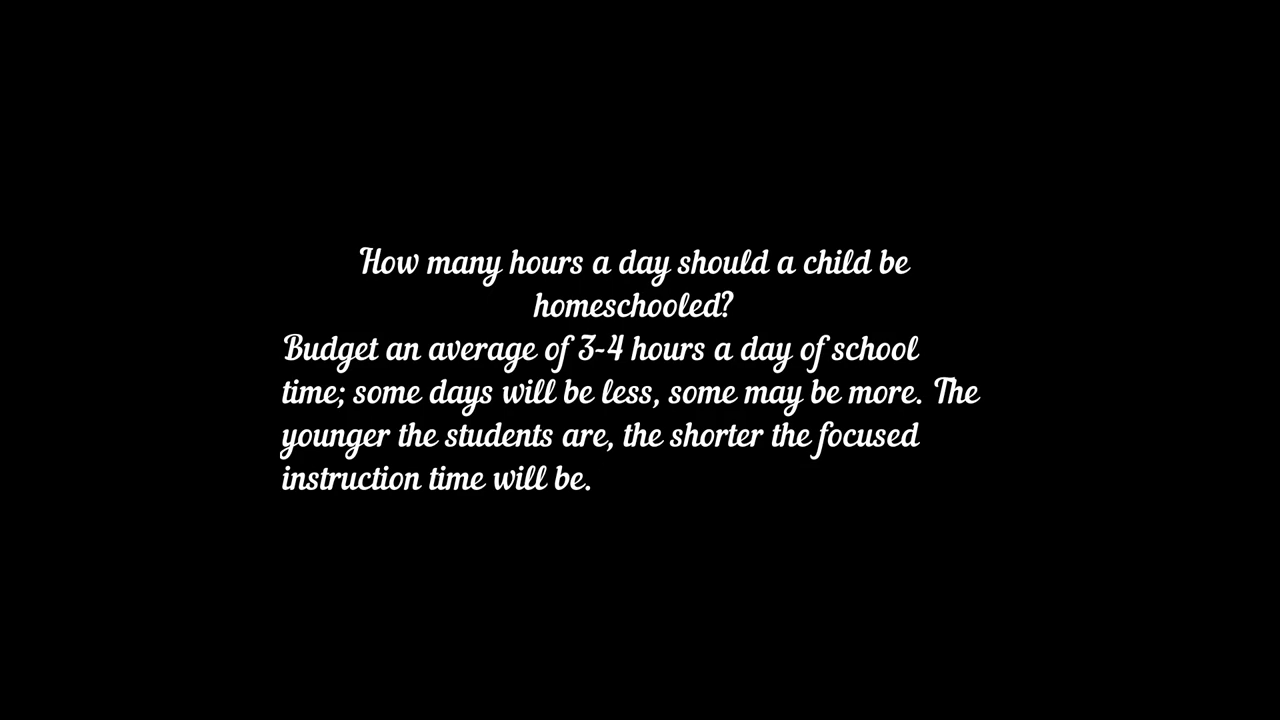 How many hours a day should a child be
homeschooled?
Budget an average of 3-4 hours a day of school
time; some days will be less, some may be more. The
younger the students are, the shorter the focused
instruction time will be.